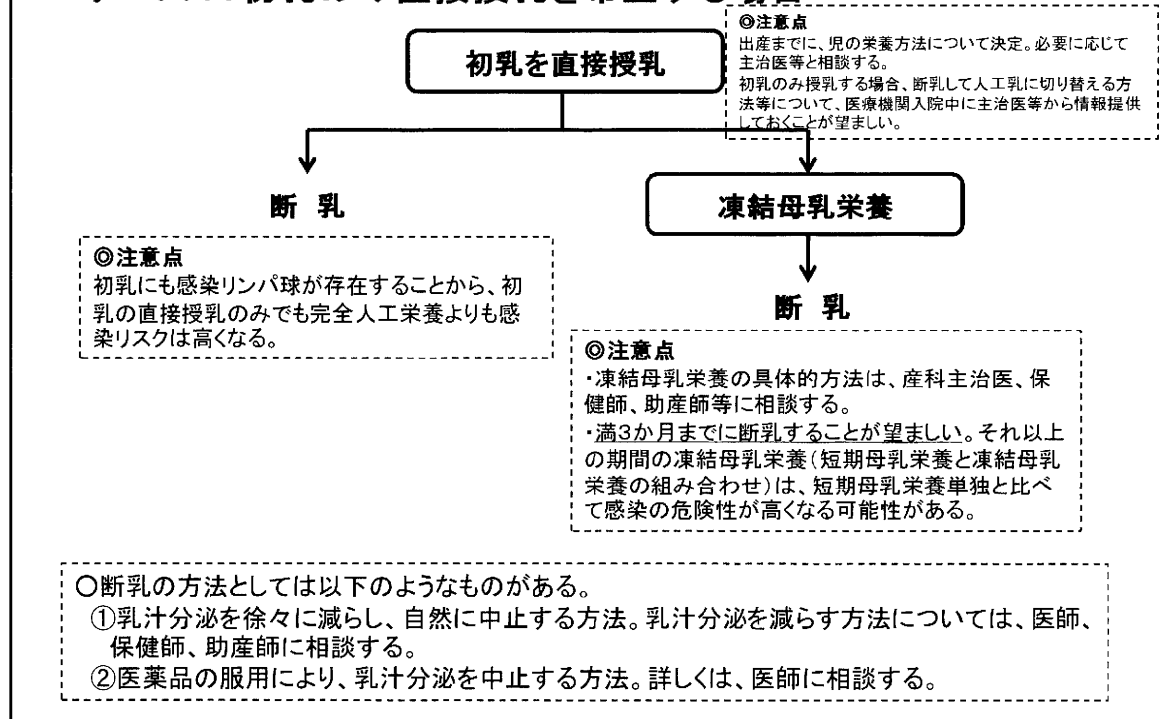 初乳を直接授乳
◎注意点
出産までに、児の栄養方法について決定。必要に応じて
主治医等と相談する。
初乳のみ授乳する場合、断乳して人工乳に切り替える方
法等について、医療機関入院中に主治医等から情報提供
しておくことが望ましい。
断 乳
◎注意点
初乳にも感染リンパ球が存在することから、初
乳の直接授乳のみでも完全人工栄養よりも感
染リスクは高くなる。
凍結母乳栄養
断 乳
◎注意点
・凍結母乳栄養の具体的方法は、産科主治医、保
健師、助産師等に相談する。
・満3か月までに断乳することが望ましい。それ以上
の期間の凍結母乳栄養(短期母乳栄養と凍結母乳
栄養の組み合わせ)は、短期母乳栄養単独と比べ
て感染の危険性が高くなる可能性がある。
○断乳の方法としては以下のようなものがある。
①乳汁分泌を徐々に減らし、自然に中止する方法。乳汁分泌を減らす方法については、医師、
保健師、助産師に相談する。
②医薬品の服用により、乳汁分泌を中止する方法。詳しくは、医師に相談する。